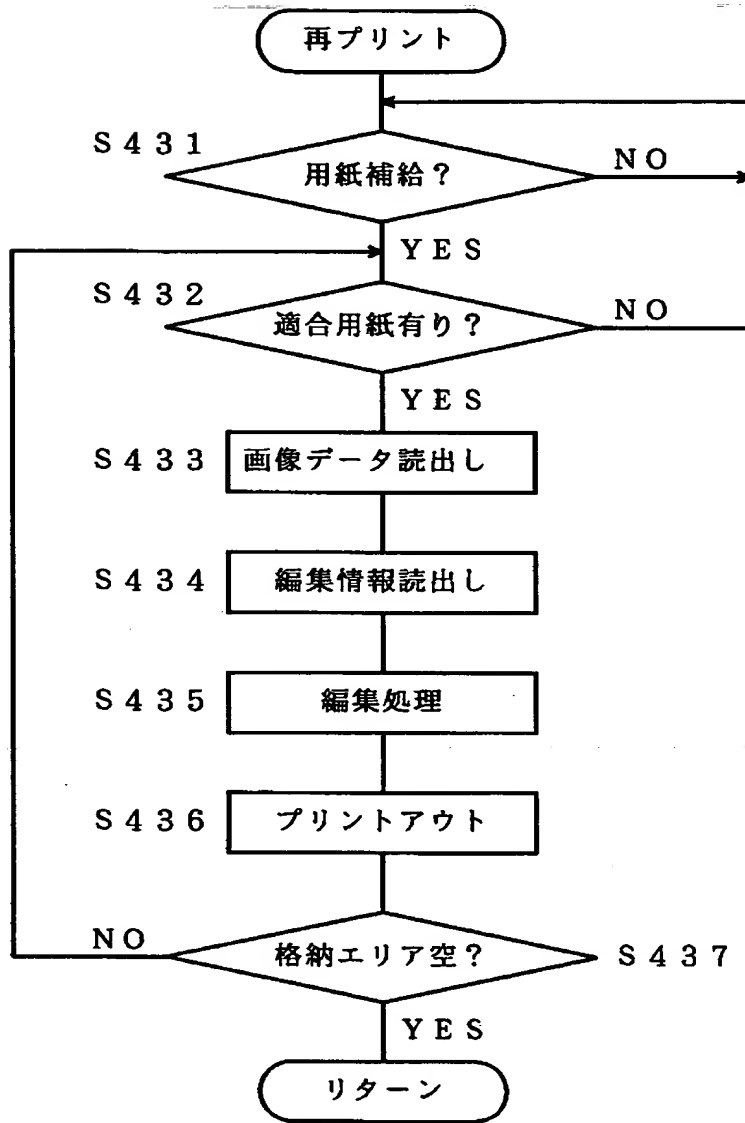 再プリント
S431
用紙補給?
NO
YES
S432
適合用紙有り?
NO
YES
S433
画像データ読出し
S434
編集情報読出し
S435
編集処理
S436
プリントアウト
NO
格納エリア空?
S437
YES
リターン